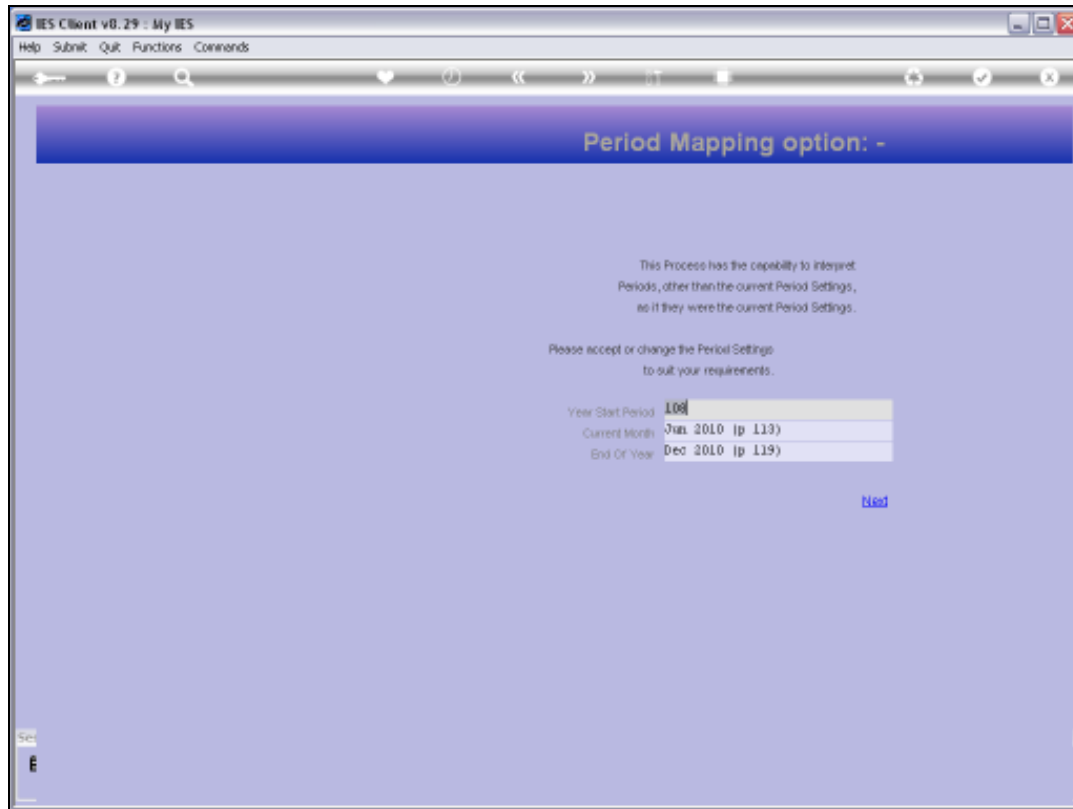 IES Client v8.29 : My IES
Help Submit Quit Functions Commands
Period Mapping option: -
This Process has the capability to interpret
Periods, other than the current Period Settings,
as if they were the current Period Settings.
Please accept or change the Period Settings
to suit your requirements.
Year Start Period 108
Current Month Jun 2010 (p 113)
End Of Year Dec 2010 (p 119)
Next
Se